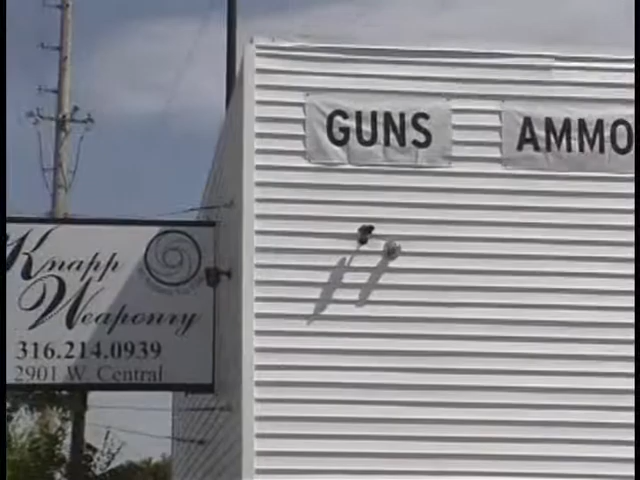 GUNS AMMO
Knapp
Weaponry
316.214.0939
2901 W. Central